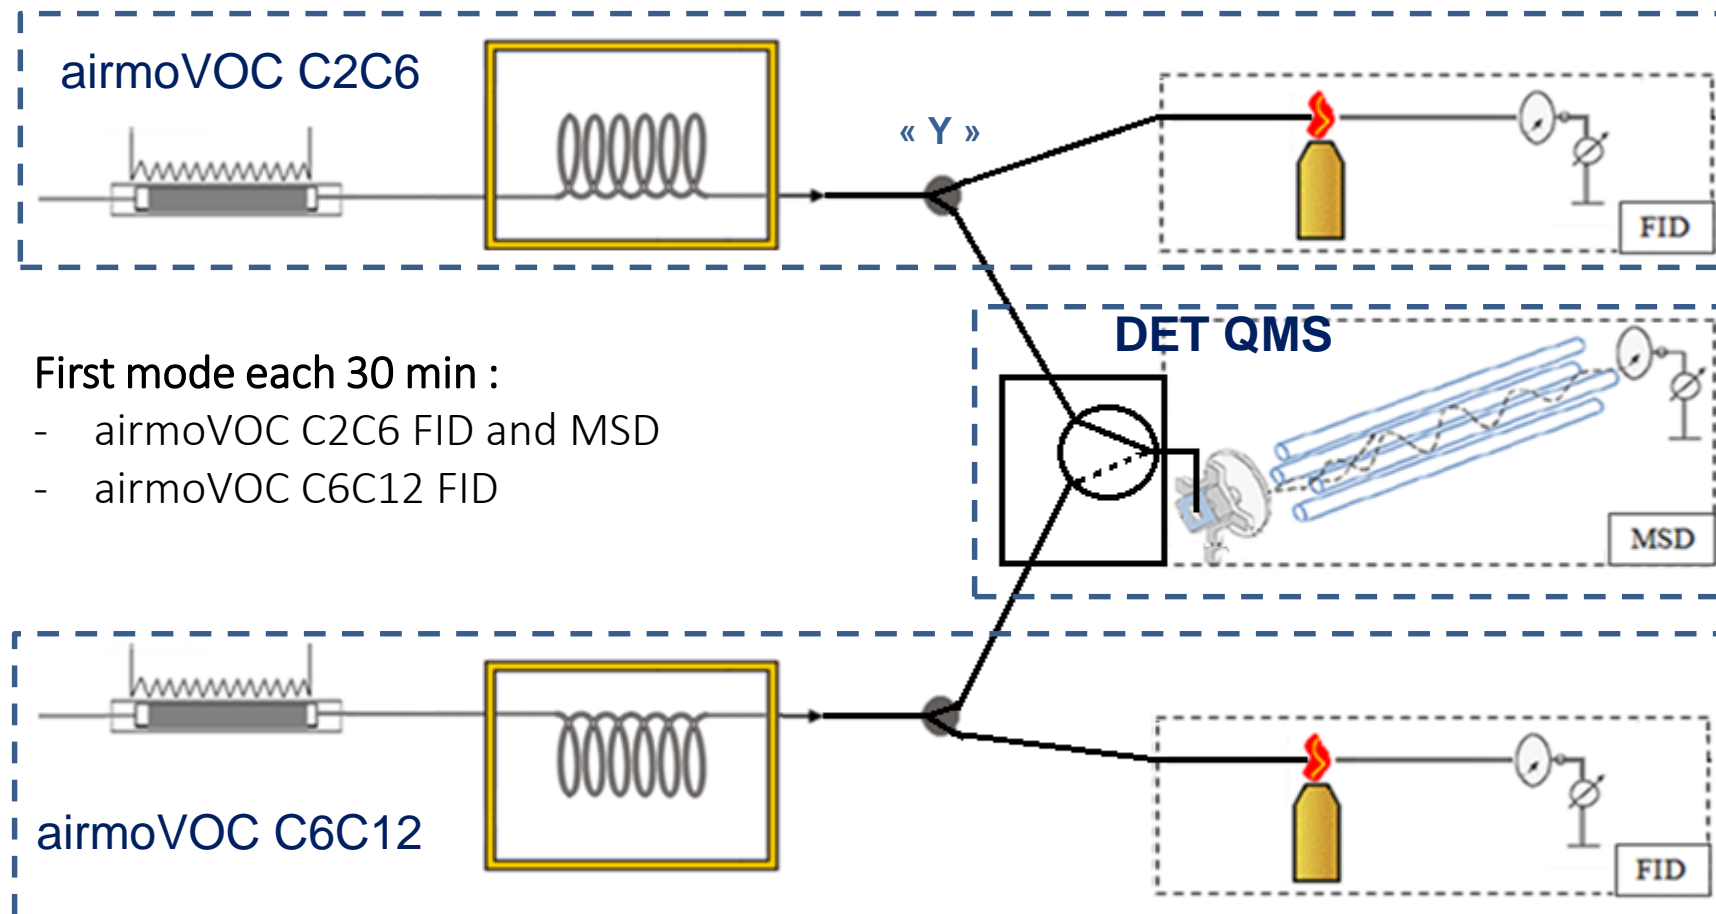 airmoVOC C2C6
« Y »
FID
DET QMS
First mode each 30 min :
- airmoVOC C2C6 FID and MSD
- airmoVOC C6C12 FID
MSD
airmoVOC C6C12
FID